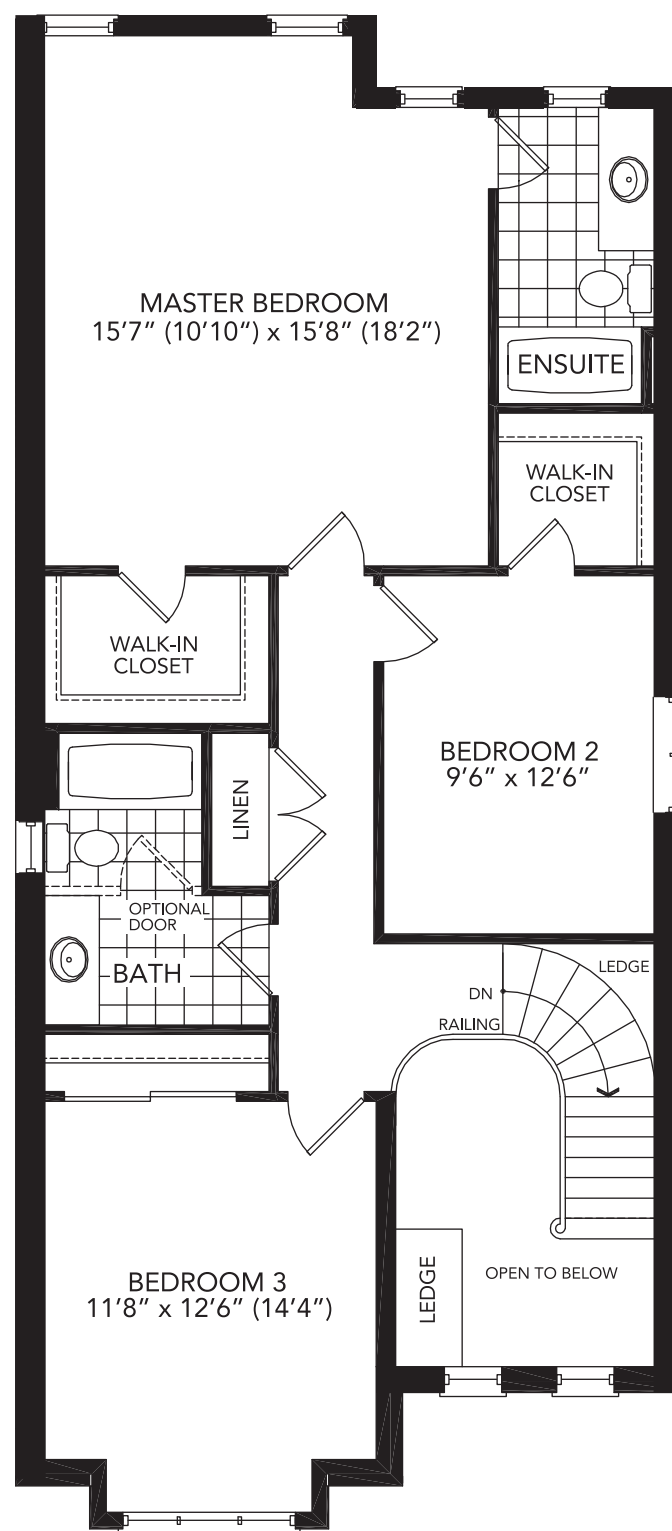 MASTER BEDROOM
15'7" (10'10") x 15'8" (18'2")
ENSUITE
WALK-IN
CLOSET
WALK-IN
CLOSET
BEDROOM 2
9'6" x 12'6"
LINEN
OPTIONAL
DOOR
BATH
LEDGE
DN
RAILING
BEDROOM 3
11'8" x 12'6" (14'4")
LEDGE
OPEN TO BELOW